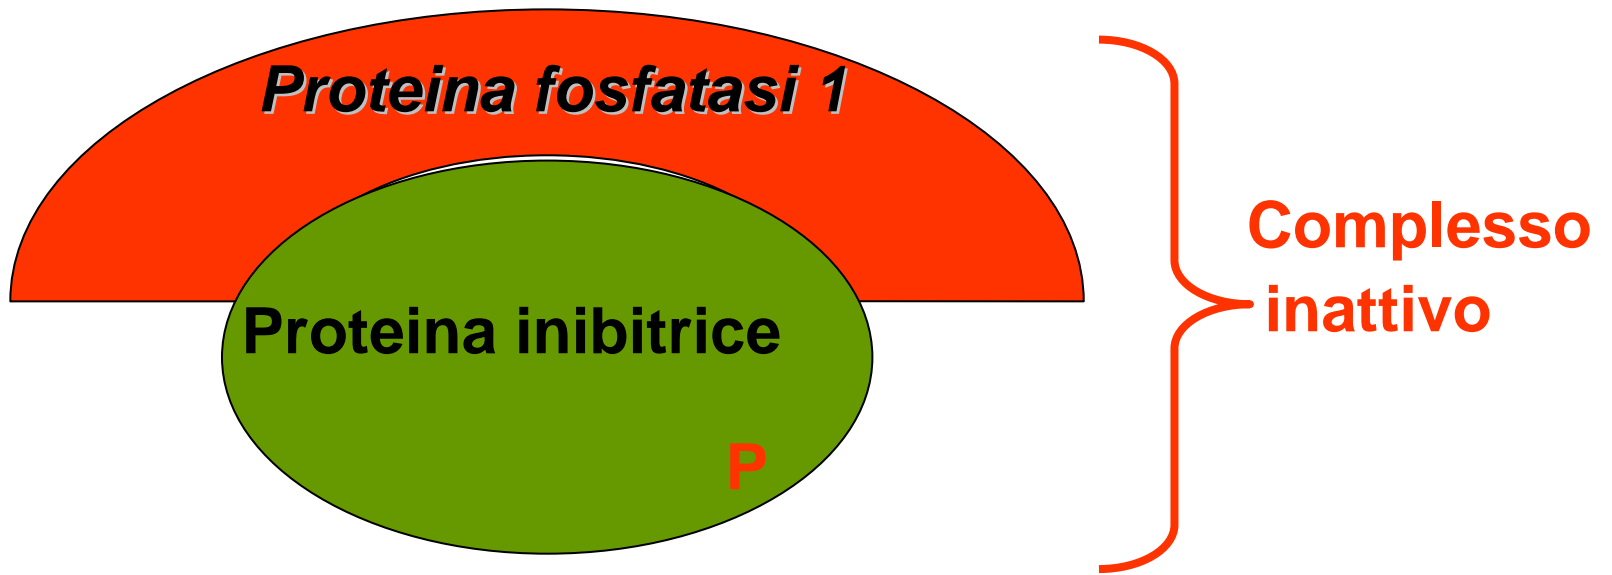 Proteina fosfatasi 1
Complesso
inattivo
Proteina inibitrice
P